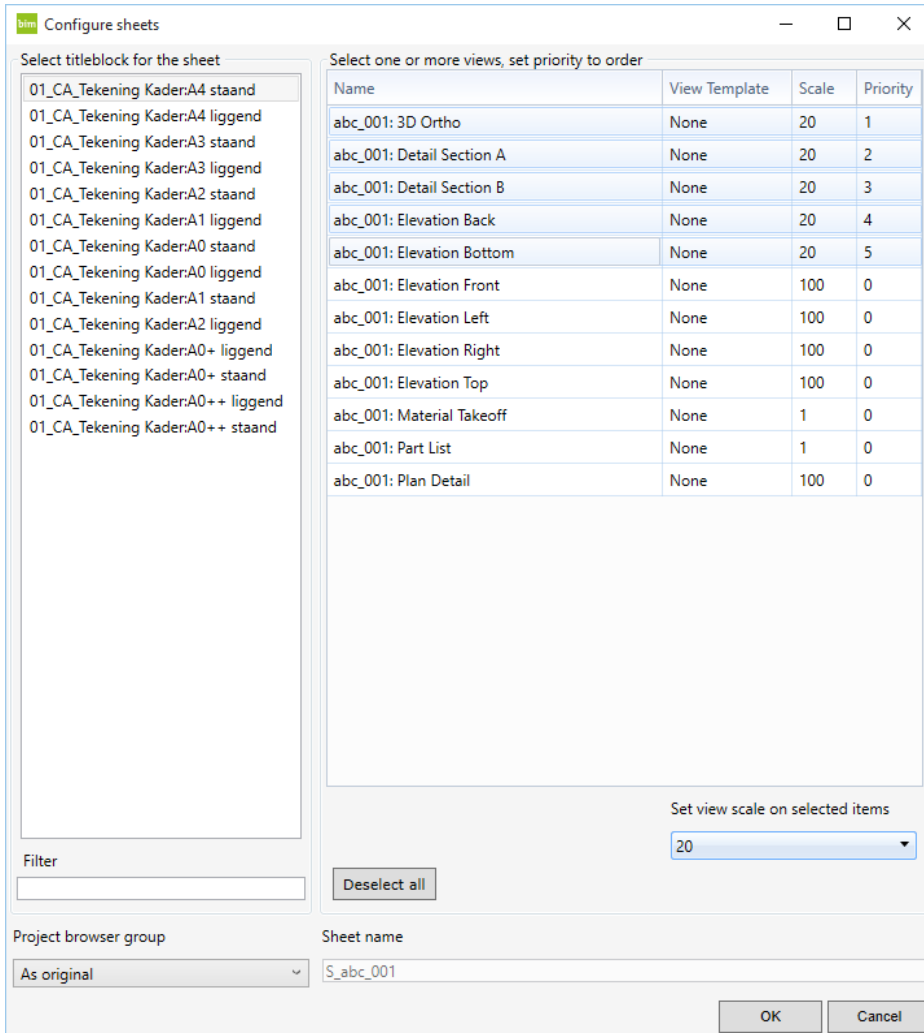 bim Configure sheets
Select titleblock for the sheet
01_CA_Tekening Kader:A4 staand
01_CA_Tekening Kader:A4 liggend
01_CA_Tekening Kader:A3 staand
01_CA_Tekening Kader:A3 liggend
01_CA_Tekening Kader:A2 staand
01_CA_Tekening Kader:A1 liggend
01_CA_Tekening Kader:A0 staand
01_CA_Tekening Kader:A0 liggend
01_CA_Tekening Kader:A1 staand
01_CA_Tekening Kader:A2 liggend
01_CA_Tekening Kader:A0+ liggend
01_CA_Tekening Kader:A0+ staand
01_CA_Tekening Kader:A0++ liggend
01_CA_Tekening Kader:A0++ staand
Filter
Select one or more views, set priority to order
Name View Template Scale Priority
abc_001: 3D Ortho None 20 1
abc_001: Detail Section A None 20 2
abc_001: Detail Section B None 20 3
abc_001: Elevation Back None 20 4
abc_001: Elevation Bottom None 20 5
abc_001: Elevation Front None 100 0
abc_001: Elevation Left None 100 0
abc_001: Elevation Right None 100 0
abc_001: Elevation Top None 100 0
abc_001: Material Takeoff None 1 0
abc_001: Part List None 1 0
abc_001: Plan Detail None 100 0
Set view scale on selected items
20
Deselect all
Project browser group
As original
Sheet name
S_abc_001
OK Cancel